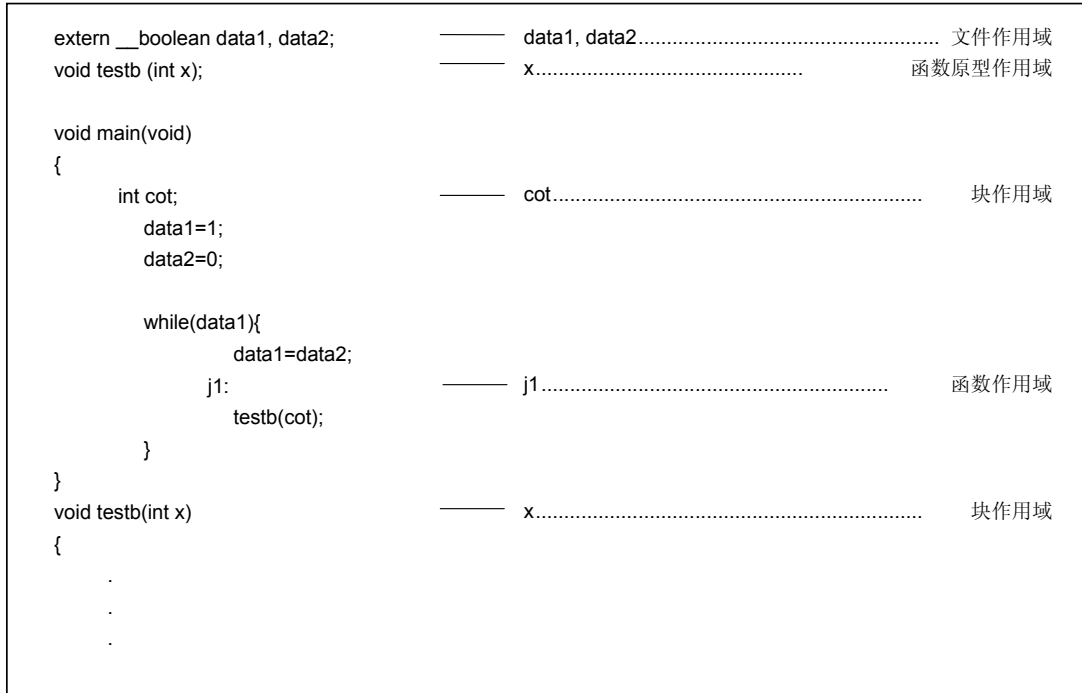 extern __boolean data1, data2; data1, data2..................................................... 文件作用域
void testb (int x); x............................................... 函数原型作用域
void main(void)
{
int cot; cot................................................................. 块作用域
data1=1;
data2=0;
while(data1){
data1=data2;
j1: j1............................................................. 函数作用域
testb(cot);
}
}
void testb(int x) x.................................................................... 块作用域
{
.
.
.